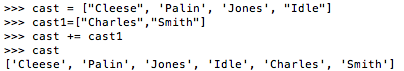 >>> cast = ["Cleese", 'Palin', 'Jones', "Idle"]
>>> cast1=["Charles","Smith"]
>>> cast += cast1
>>> cast
['Cleese', 'Palin', 'Jones', 'Idle', 'Charles', 'Smith']